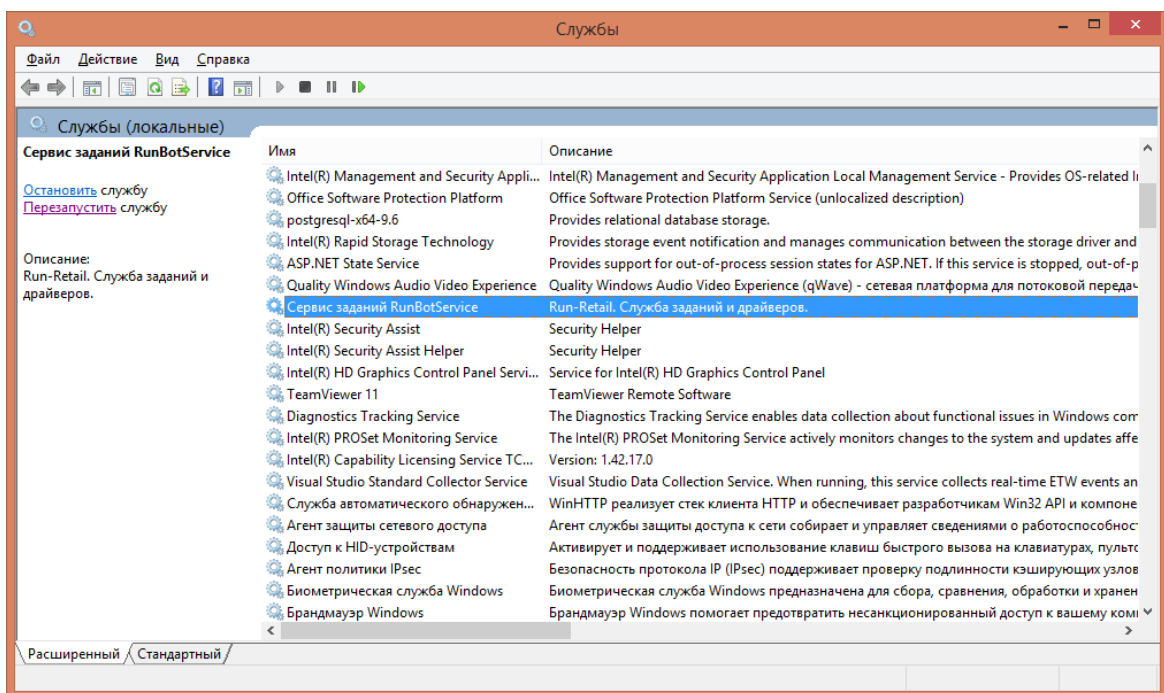 Службы
Файл Действие Вид Справка
Службы (локальные)
Сервис заданий RunBotService
Остановить службу
Перезапустить службу
Описание:
Run-Retail. Служба заданий и
драйверов.
Имя Описание
Intel(R) Management and Security Appli... Intel(R) Management and Security Application Local Management Service - Provides OS-related
Office Software Protection Platform Office Software Protection Platform Service (unlocalized description)
postgresql-x64-9.6 Provides relational database storage.
Intel(R) Rapid Storage Technology Provides storage event notification and manages communication between the storage driver and
ASP.NET State Service Provides support for out-of-process session states for ASP.NET. If this service is stopped, out-of-p
Quality Windows Audio Video Experience Quality Windows Audio Video Experience (qWave) - сетевая платформа для потоковой передач
Сервис заданий RunBotService Run-Retail. Служба заданий и драйверов.
Intel(R) Security Assist Security Helper
Intel(R) Security Assist Helper Security Helper
Intel(R) HD Graphics Control Panel Servi... Service for Intel(R) HD Graphics Control Panel
TeamViewer 11 TeamViewer Remote Software
Diagnostics Tracking Service The Diagnostics Tracking Service enables data collection about functional issues in Windows com
Intel(R) PROSet Monitoring Service The Intel(R) PROSet Monitoring Service actively monitors changes to the system and updates affe
Intel(R) Capability Licensing Service TC... Version: 1.42.17.0
Visual Studio Standard Collector Service Visual Studio Data Collection Service. When running, this service collects real-time ETW events an
Служба автоматического обнаружен... WinHTTP реализует стек клиента HTTP и обеспечивает разработчикам Win32 API и компоне
Агент защиты сетевого доступа Агент службы защиты доступа к сети собирает и управляет сведениями о работоспособнос
Доступ к HID-устройствам Активирует и поддерживает использование клавиш быстрого вызова на клавиатурах, пульто
Агент политики IPsec Безопасность протокола IP (IPsec) поддерживает проверку подлинности кэширующих узлов
Биометрическая служба Windows Биометрическая служба Windows предназначена для сбора, сравнения, обработки и хранен
Брандмауэр Windows Брандмауэр Windows помогает предотвратить несанкционированный доступ к вашему ком
Расширенный Стандартный